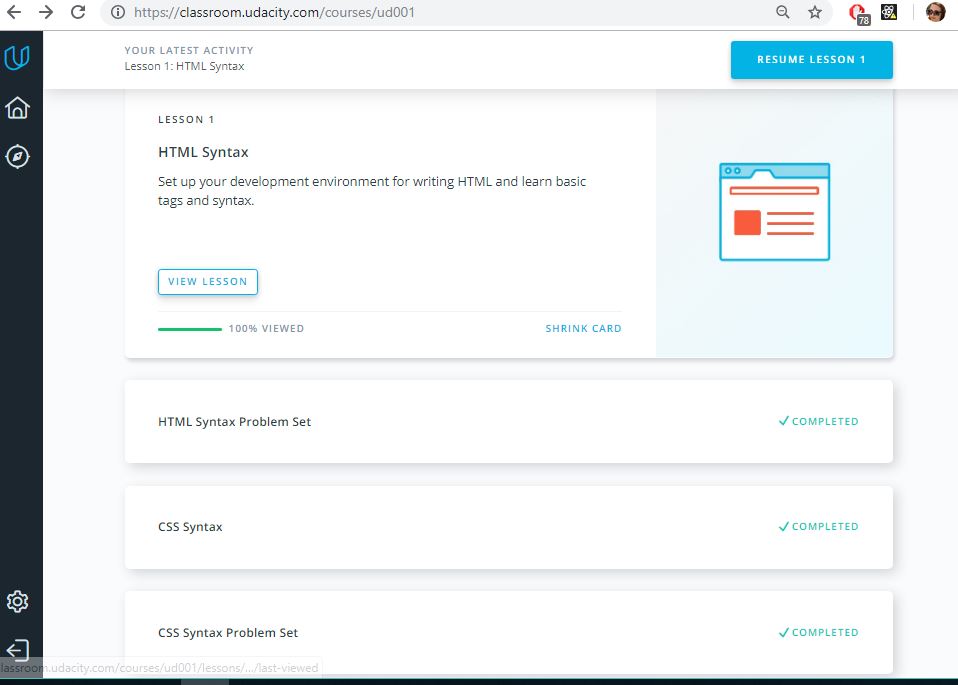 https://classroom.udacity.com/courses/ud001
78
YOUR LATEST ACTIVITY
Lesson 1: HTML Syntax
RESUME LESSON 1
LESSON 1
HTML Syntax
Set up your development environment for writing HTML and learn basic
tags and syntax.
VIEW LESSON
100% VIEWED
SHRINK CARD
HTML Syntax Problem Set
COMPLETED
CSS Syntax
COMPLETED
CSS Syntax Problem Set
COMPLETED
lassroom.udacity.com/courses/ud001/lessons/.../last-viewed